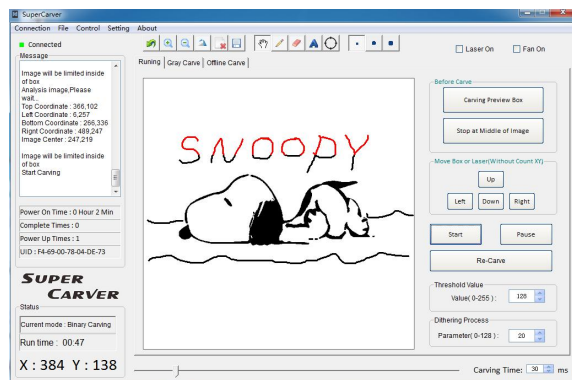 SuperCarver
Connection File Control Setting About
Connected
Message
Image will be limited inside
of box
Analysis image,Please
wait...
Top Coordinate : 366,102
Left Coordinate : 6,257
Bottom Coordinate : 266,336
Right Coordinate : 489,247
Image Center : 247,219
Image will be limited inside
of box
Start Carving
Power On Time : 0 Hour 2 Min
Complete Times : 0
Power Up Times : 1
UID : F4-69-00-78-04-DE-73
SUPER
CARVER
Status
Current mode : Binary Carving
Run time : 00:47
X : 384 Y : 138
A
Runing Gray Carve Offline Carve
SNOOPY
Laser On Fan On
Before Carve
Carving Preview Box
Stop at Middle of Image
Move Box or Laser(Without Count XY)
Up
Left Down Right
Start Pause
Re-Carve
Threshold Value
Value( 0-255 ) : 128
Dithering Process
Parameter( 0-128 ) : 20
Carving Time: 30 ms